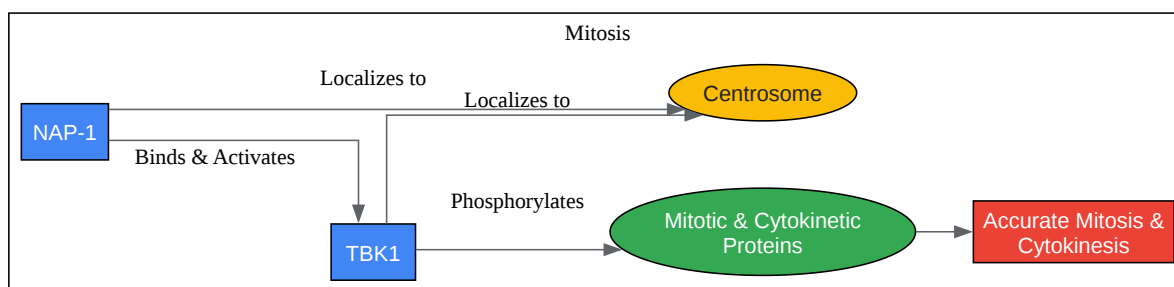 Mitosis
Localizes to
Localizes to
Centrosome
NAP-1
Binds & Activates
Phosphorylates
Mitotic & Cytokinetic
Proteins
Accurate Mitosis &
Cytokinesis
TBK1